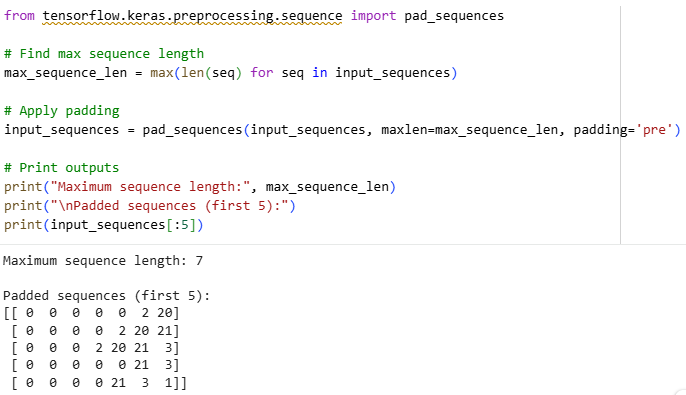 from tensorflow.keras.preprocessing.sequence import pad_sequences
# Find max sequence length
max_sequence_len = max(len(seq) for seq in input_sequences)
# Apply padding
input_sequences = pad_sequences(input_sequences, maxlen=max_sequence_len, padding='pre')
# Print outputs
print("Maximum sequence length:", max_sequence_len)
print("\nPadded sequences (first 5):")
print(input_sequences[:5])
Maximum sequence length: 7
Padded sequences (first 5):
[[ 0  0  0  0  0  2 20]
 [ 0  0  0  0  2 20 21]
 [ 0  0  0  2 20 21  3]
 [ 0  0  0  0  0 21  3]
 [ 0  0  0  0 21  3  1]]